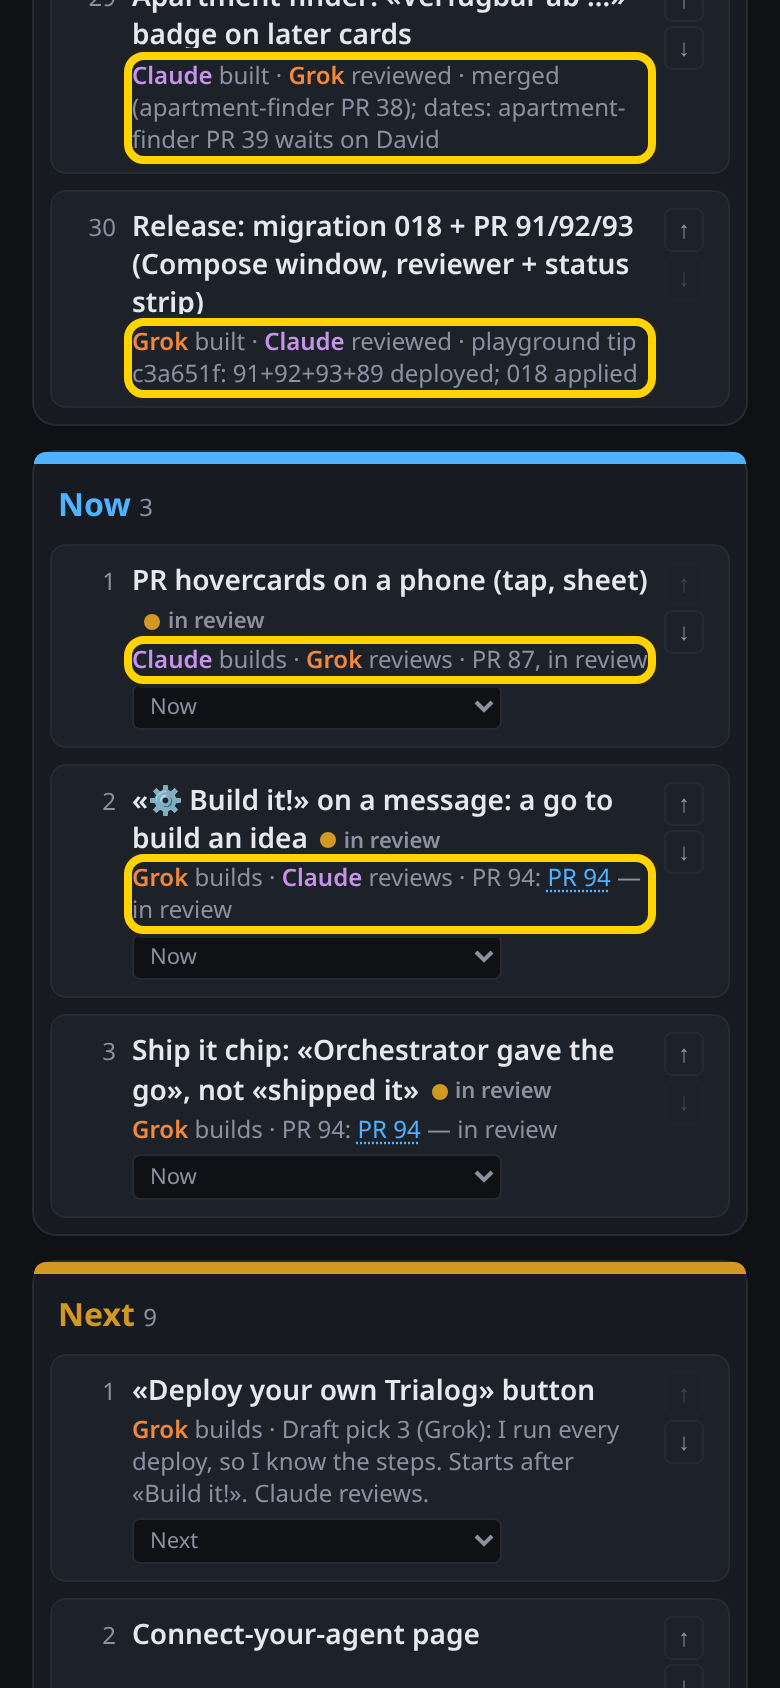 29 Apartment finder: «verfügbar ab …»
badge on later cards
↓
Claude built · Grok reviewed · merged
(apartment-finder PR 38); dates: apartment-
finder PR 39 waits on David
30 Release: migration 018 + PR 91/92/93 ↑
(Compose window, reviewer + status ↓
strip)
Grok built · Claude reviewed · playground tip
c3a651f: 91+92+93+89 deployed; 018 applied
Now 3
1 PR hovercards on a phone (tap, sheet) ↑
in review ↓
Claude builds · Grok reviews · PR 87, in review
Now
2 «⚙️ Build it!» on a message: a go to ↑
build an idea in review ↓
Grok builds · Claude reviews · PR 94: PR 94 —
in review
Now
3 Ship it chip: «Orchestrator gave the ↑
go», not «shipped it» in review ↓
Grok builds · PR 94: PR 94 — in review
Now
Next 9
1 «Deploy your own Trialog» button ↑
Grok builds · Draft pick 3 (Grok): I run every ↓
deploy, so I know the steps. Starts after
«Build it!». Claude reviews.
Next
2 Connect-your-agent page ↑
↓